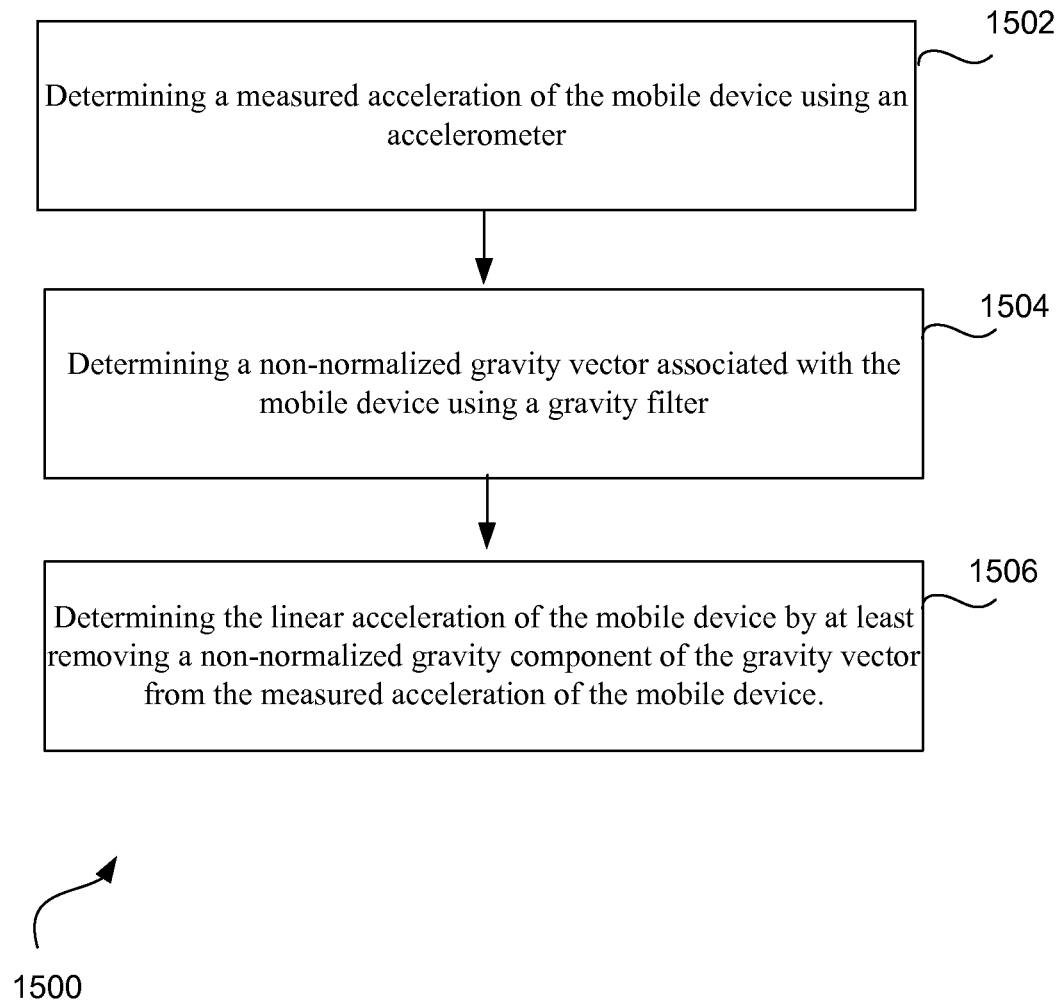 1502
Determining a measured acceleration of the mobile device using an
accelerometer
1504
Determining a non-normalized gravity vector associated with the
mobile device using a gravity filter
1506
Determining the linear acceleration of the mobile device by at least
removing a non-normalized gravity component of the gravity vector
from the measured acceleration of the mobile device.
1500